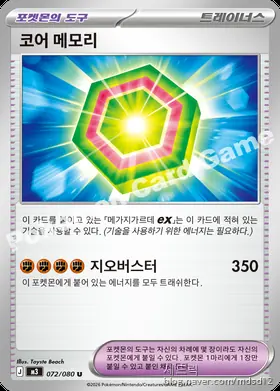 포켓몬의 도구
트레이너스
코어 메모리
이 카드를 붙이고 있는 「메가지가르데 ex」는 이 카드에 적혀 있는
기술을 사용할 수 있다. (기술을 사용하기 위한 에너지는 필요하다.)
지오버스터 350
이 포켓몬에게 붙어 있는 에너지를 모두 트래쉬한다.
Illus. Toyste Beach
포켓몬의 도구는 자신의 차례에 몇 장이라도 자신의
포켓몬에게 붙일 수 있다. 포켓몬 1마리에게 1장만
J m3 072/080 U